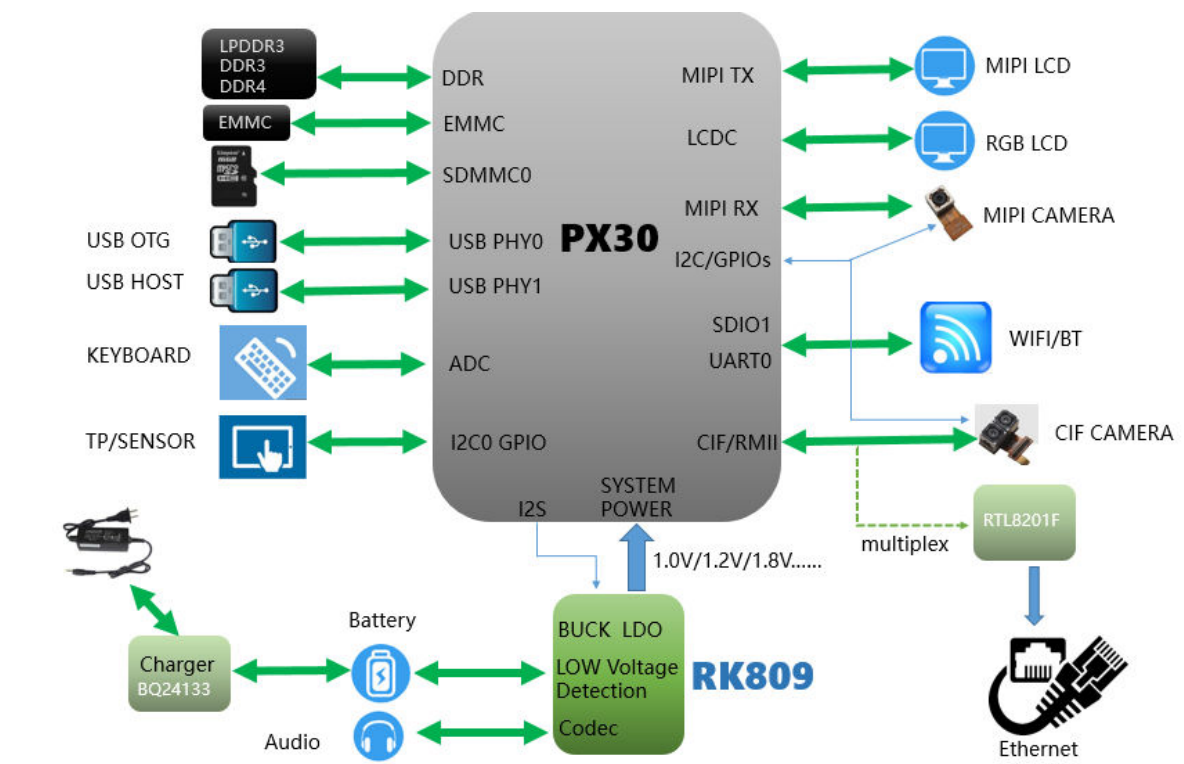 LPDDR3
DDR3
DDR4
DDR
MIPI TX
MIPI LCD
EMMC
EMMC
LCDC
RGB LCD
SDMMC0
MIPI RX
MIPI CAMERA
USB OTG
USB PHY0
PX30
I2C/GPIOs
USB HOST
USB PHY1
SDIO1
UART0
WIFI/BT
KEYBOARD
ADC
TP/SENSOR
I2C0 GPIO
CIF/RMII
CIF CAMERA
I2S
SYSTEM
POWER
RTL8201F
multiplex
1.0V/1.2V/1.8V......
Battery
BUCK LDO
Charger
BQ24133
LOW Voltage
Detection
RK809
Codec
Audio
Ethernet